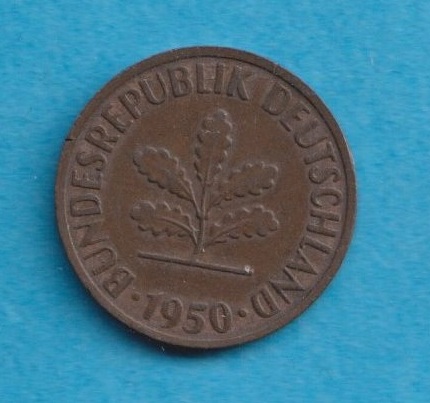 BUNDESREPUBLIK DEUTSCHLAND
· 1950 ·